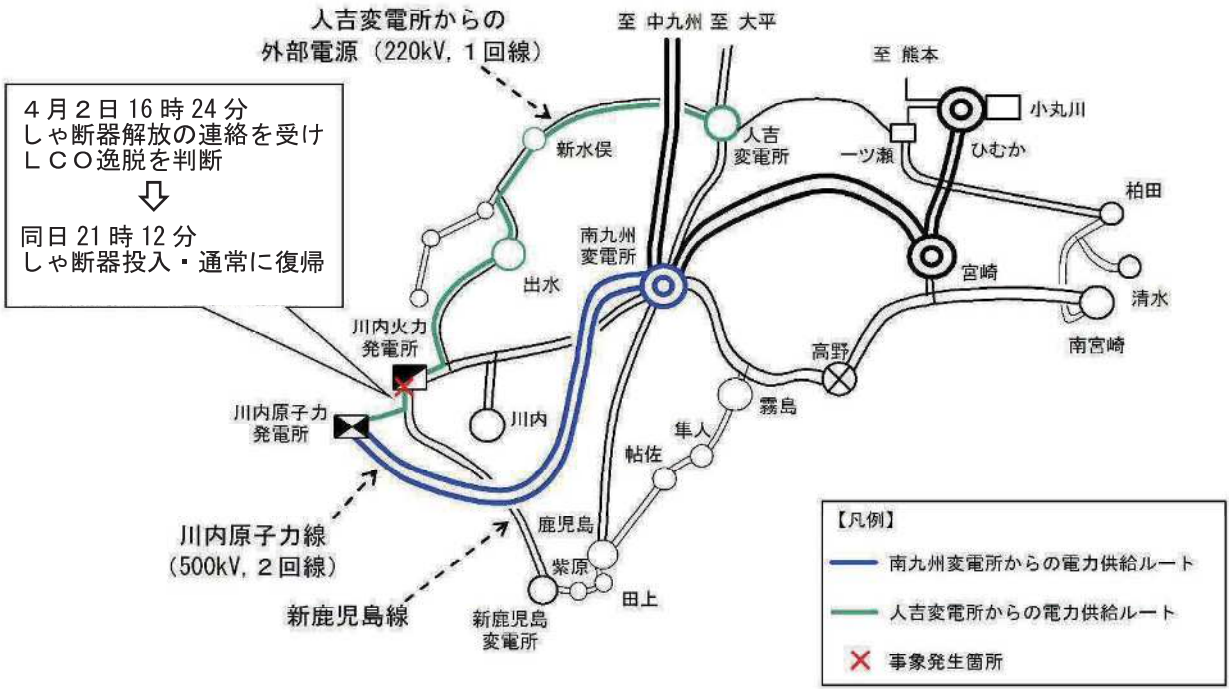 人吉変電所からの
外部電源(220kV, 1回線)
至 中九州 至 大平
至 熊本
小丸川
ひむか
一ツ瀬
人吉
変電所
新水俣
4月2日16時24分
しゃ断器解放の連絡を受け
LCO逸脱を判断
同日21時12分
しゃ断器投入・通常に復帰
柏田
南九州
変電所
出水
宮崎
清水
南宮崎
川内火力
発電所
高野
霧島
川内原子力
発電所
川内
隼人
帖佐
川内原子力線
(500kV, 2回線)
鹿児島
紫原
田上
新鹿児島線
新鹿児島
変電所
【凡例】
南九州変電所からの電力供給ルート
人吉変電所からの電力供給ルート
事象発生箇所